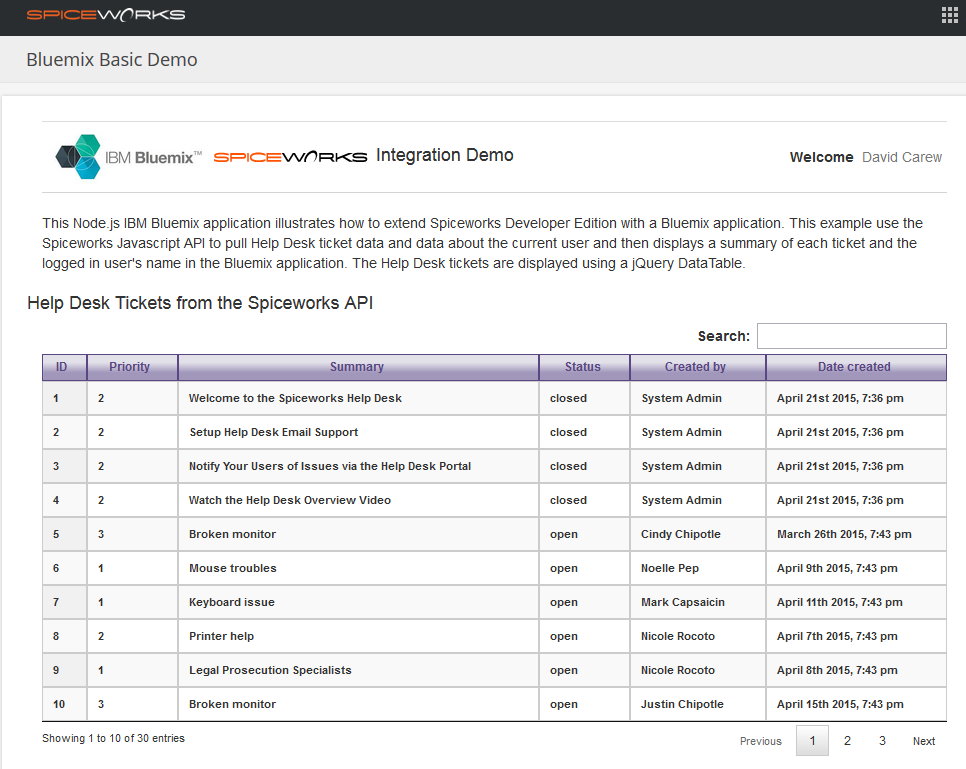 SPICEWORKS
Bluemix Basic Demo
IBM Bluemix™ SPICEWORKS Integration Demo Welcome David Carew
This Node.js IBM Bluemix application illustrates how to extend Spiceworks Developer Edition with a Bluemix application. This example use the
Spiceworks Javascript API to pull Help Desk ticket data and data about the current user and then displays a summary of each ticket and the
logged in user's name in the Bluemix application. The Help Desk tickets are displayed using a jQuery DataTable.
Help Desk Tickets from the Spiceworks API
Search:
ID Priority Summary Status Created by Date created
1 2 Welcome to the Spiceworks Help Desk closed System Admin April 21st 2015, 7:36 pm
2 2 Setup Help Desk Email Support closed System Admin April 21st 2015, 7:36 pm
3 2 Notify Your Users of Issues via the Help Desk Portal closed System Admin April 21st 2015, 7:36 pm
4 2 Watch the Help Desk Overview Video closed System Admin April 21st 2015, 7:36 pm
5 3 Broken monitor open Cindy Chipotle March 26th 2015, 7:43 pm
6 1 Mouse troubles open Noelle Pep April 9th 2015, 7:43 pm
7 1 Keyboard issue open Mark Capsaicin April 11th 2015, 7:43 pm
8 2 Printer help open Nicole Rocoto April 7th 2015, 7:43 pm
9 1 Legal Prosecution Specialists open Nicole Rocoto April 8th 2015, 7:43 pm
10 3 Broken monitor open Justin Chipotle April 15th 2015, 7:43 pm
Showing 1 to 10 of 30 entries Previous 1 2 3 Next